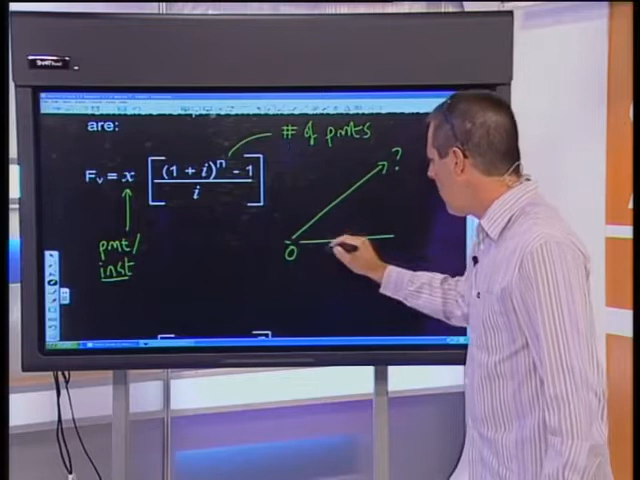 are:
# of pmts
Fv = x [ (1 + i)^n - 1 / i ]
?
pmt/
inst
0